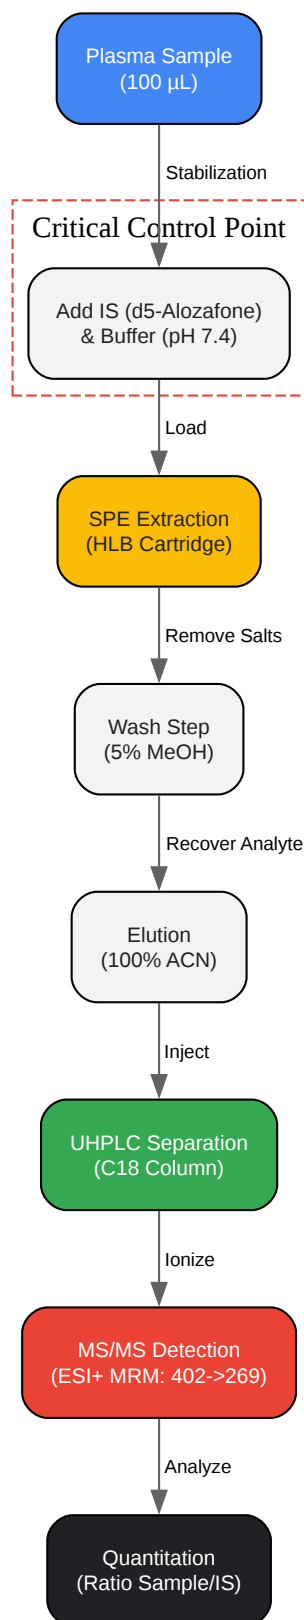 Plasma Sample
(100 µL)
Stabilization
Critical Control Point
Add IS (d5-Alozafone)
& Buffer (pH 7.4)
Load
SPE Extraction
(HLB Cartridge)
Remove Salts
Wash Step
(5% MeOH)
Recover Analyte
Elution
(100% ACN)
Inject
UHPLC Separation
(C18 Column)
Ionize
MS/MS Detection
(ESI+ MRM: 402->269)
Analyze
Quantitation
(Ratio Sample/IS)